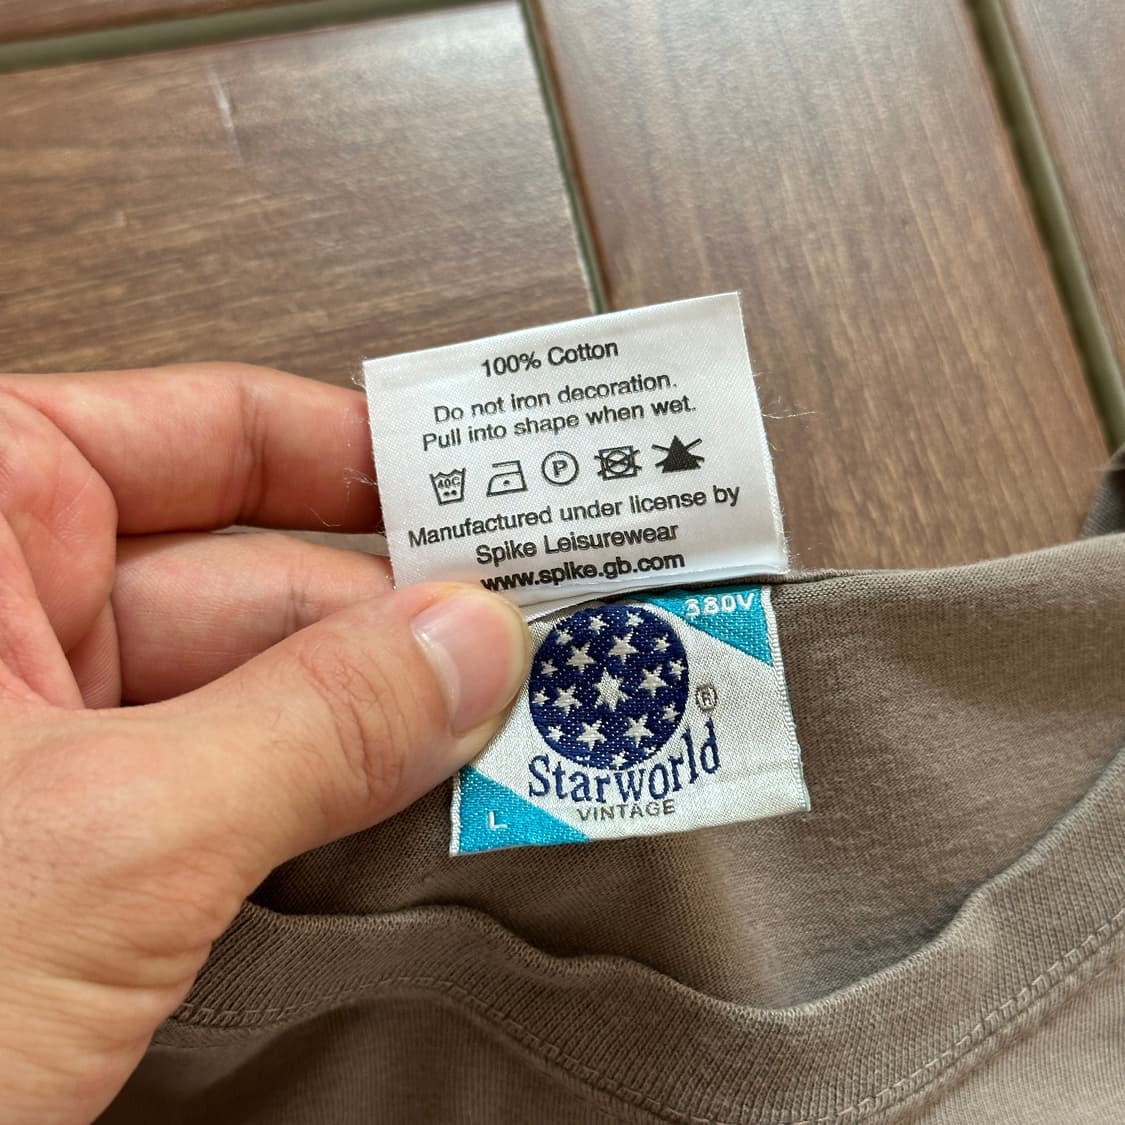 100% Cotton
Do not iron decoration.
Pull into shape when wet.
40C
P
Manufactured under license by
Spike Leisurewear
www.spike.gb.com
380V
®
Starworld
VINTAGE
L